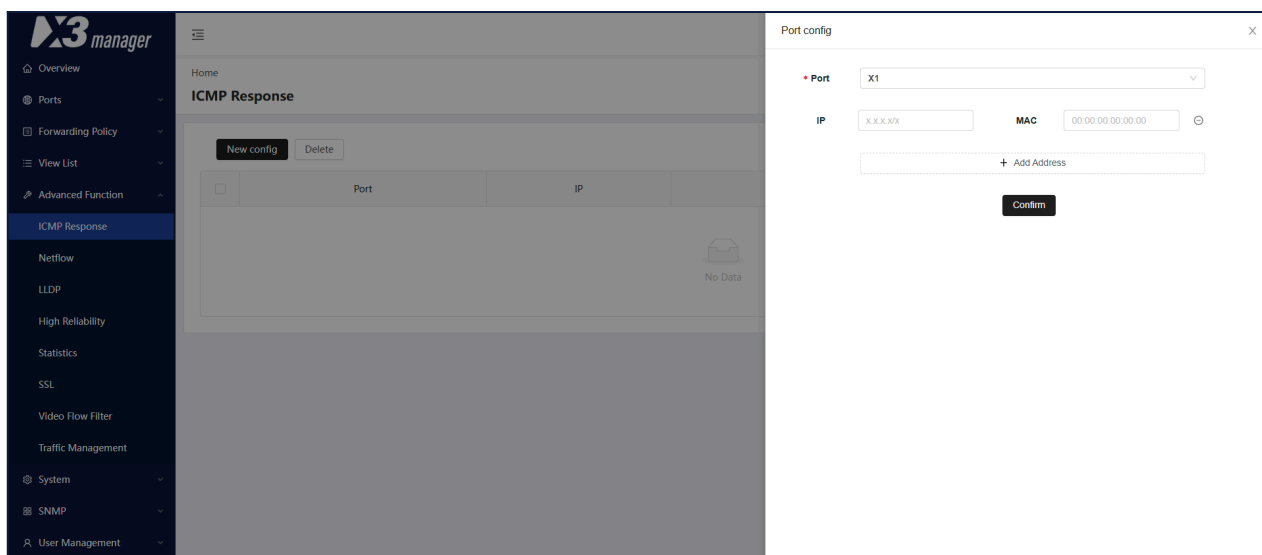 X3 manager
Overview
Ports
Forwarding Policy
View List
Advanced Function
ICMP Response
Netflow
LLDP
High Reliability
Statistics
SSL
Video Flow Filter
Traffic Management
System
SNMP
User Management
Home
ICMP Response
New config Delete
Port IP
No Data
Port config
* Port X1
IP x.x.x.x/x MAC 00:00:00:00:00:00
+ Add Address
Confirm